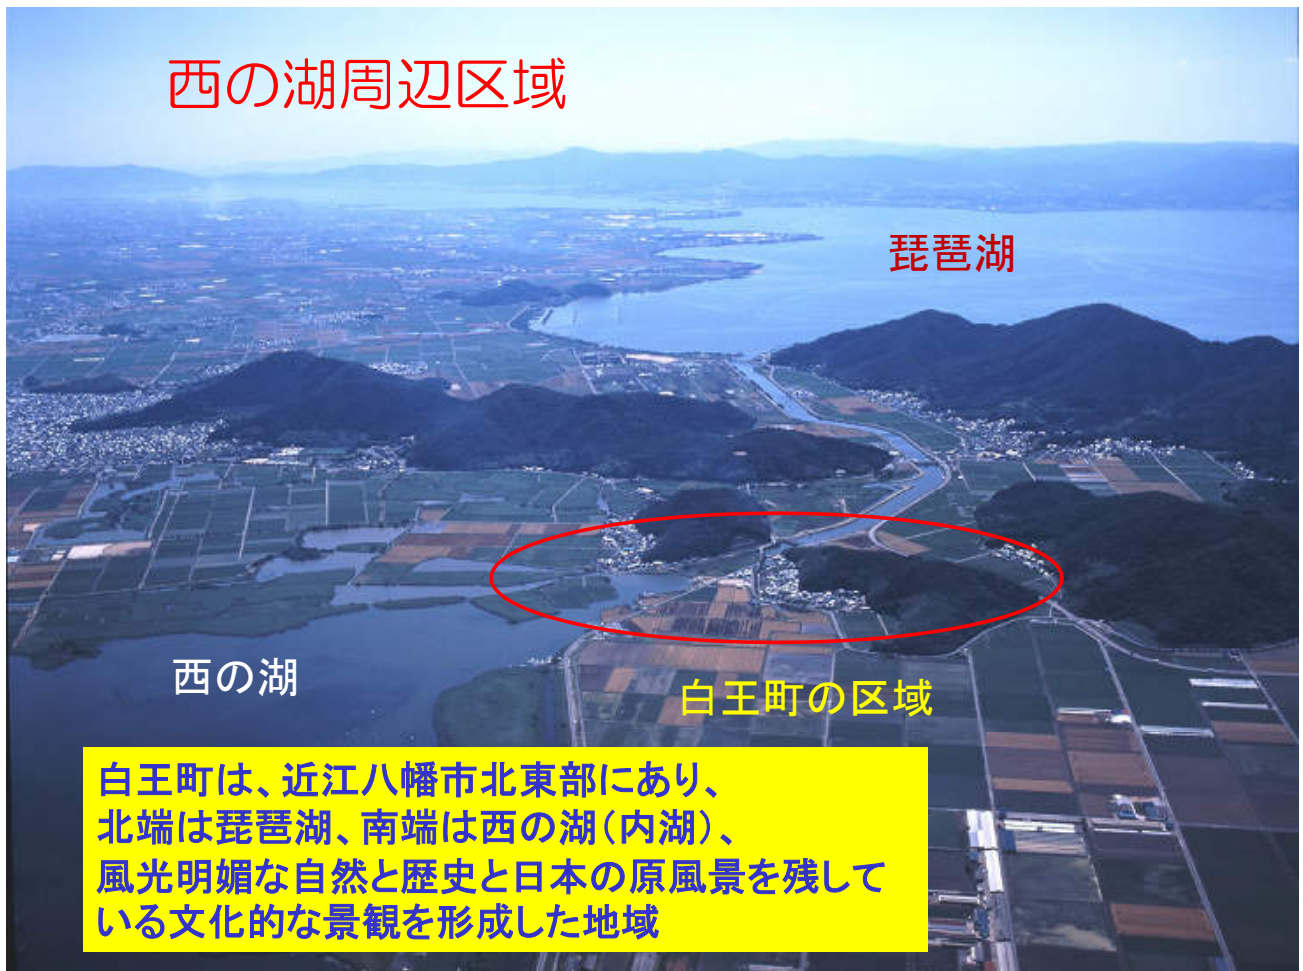 西の湖周辺区域
琵琶湖
西の湖
白王町の区域
白王町は、近江八幡市北東部にあり、
北端は琵琶湖、南端は西の湖（内湖）、
風光明媚な自然と歴史と日本の原風景を残して
いる文化的な景観を形成した地域